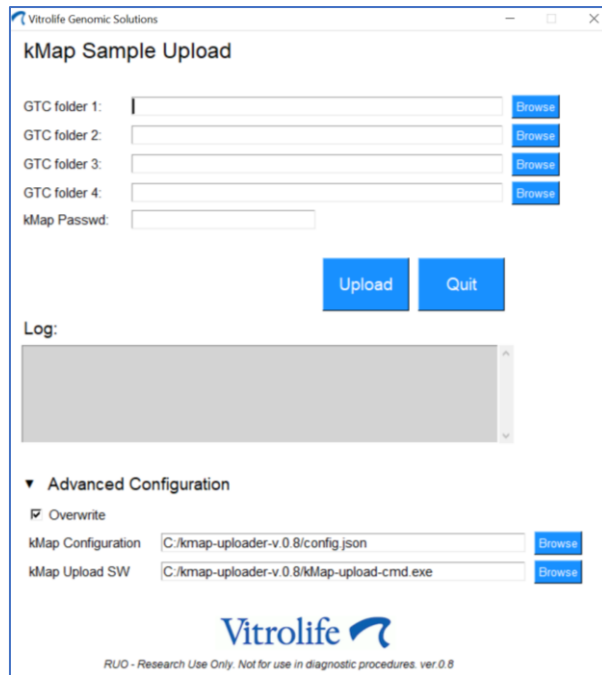 Vitrolife Genomic Solutions
kMap Sample Upload
GTC folder 1: Browse
GTC folder 2: Browse
GTC folder 3: Browse
GTC folder 4: Browse
kMap Passwd:
Upload Quit
Log:
Advanced Configuration
Overwrite
kMap Configuration C:/kmap-uploader-v.0.8/config.json Browse
kMap Upload SW C:/kmap-uploader-v.0.8/kMap-upload-cmd.exe Browse
Vitrolife
RUO - Research Use Only. Not for use in diagnostic procedures. ver.0.8